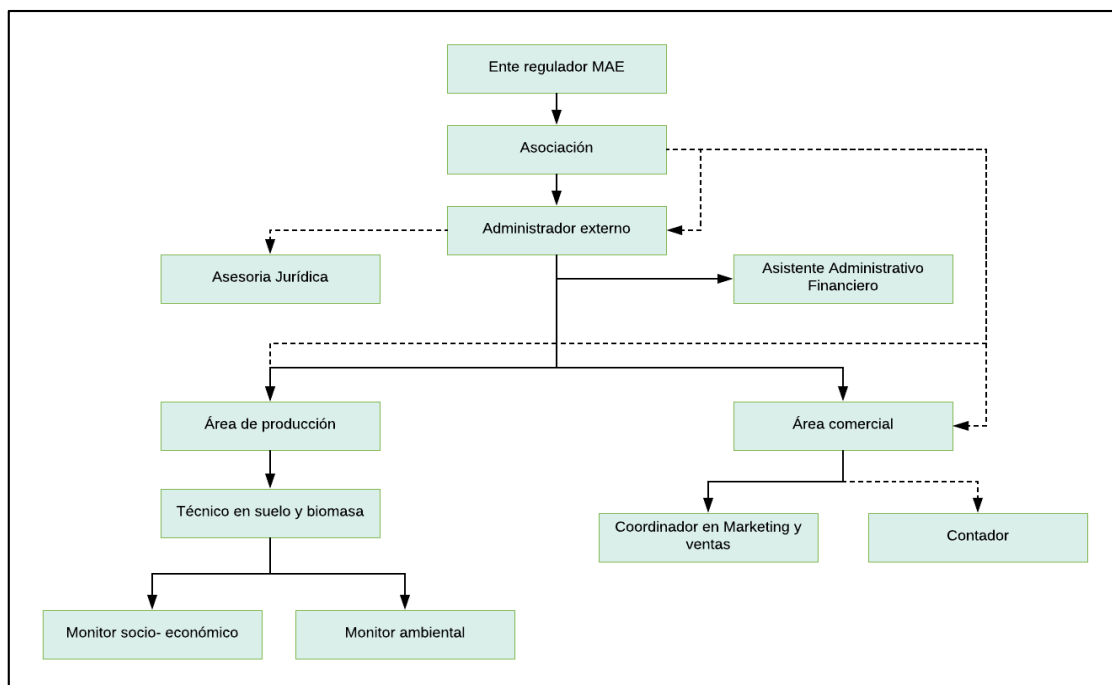 Ente regulador MAE
Asociación
Administrador externo
Asesoria Jurídica
Asistente Administrativo
Financiero
Área de producción
Área comercial
Técnico en suelo y biomasa
Coordinador en Marketing y
ventas
Contador
Monitor socio- económico
Monitor ambiental